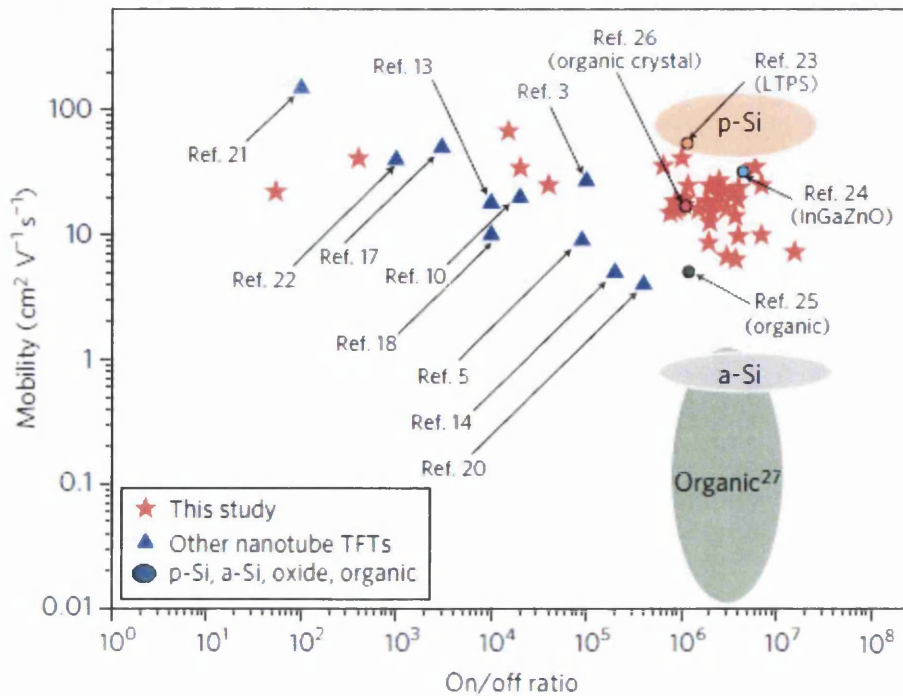 Ref. 26
(organic crystal)
Ref. 23
(LTPS)
Ref. 13
Ref. 3
p-Si
Ref. 21
Ref. 24
(InGaZnO)
Ref. 22
Ref. 17
Ref. 10
Ref. 18
Ref. 25
(organic)
Ref. 5
a-Si
Ref. 14
Ref. 20
Organic²⁷
100
10
1
0.1
0.01
Mobility (cm² V⁻¹ s⁻¹)
This study
Other nanotube TFTs
p-Si, a-Si, oxide, organic
10⁰ 10¹ 10² 10³ 10⁴ 10⁵ 10⁶ 10⁷ 10⁸
On/off ratio